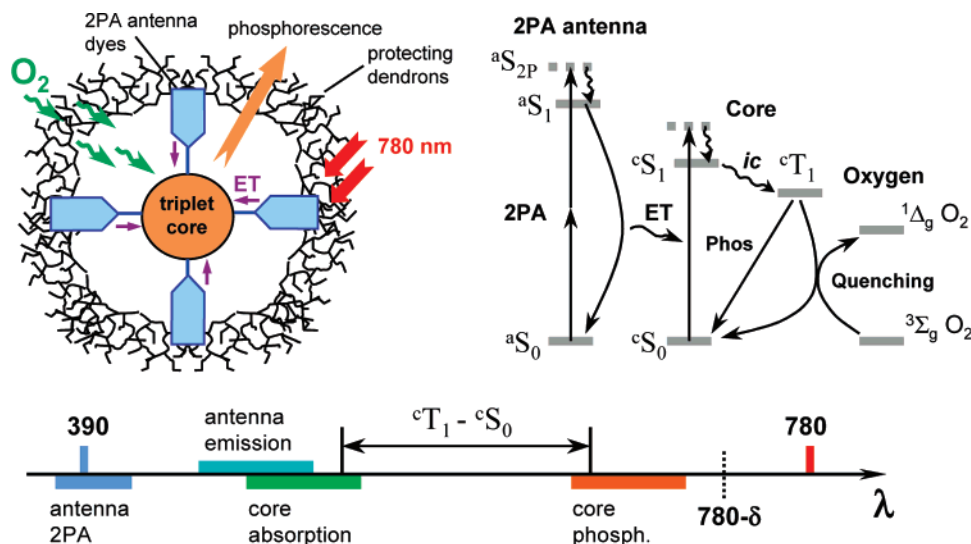 2PA antenna
dyes
phosphorescence
protecting
dendrons
O₂
780 nm
ET
triplet
core
2PA antenna
ᵃS₂P
ᵃS₁
2PA
ᵃS₀
ET
Core
ᶜS₁
ic
ᶜT₁
Phos
ᶜS₀
Oxygen
¹Δg O₂
Quenching
³Σg O₂
390
antenna
emission
ᶜT₁ - ᶜS₀
780
antenna
2PA
core
absorption
core
phosph.
780-δ
λ